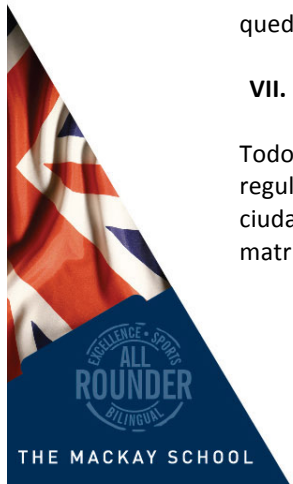 qued
VII.
Todo
regul
ciuda
matr
EXCELLENCE • SPORTS
ALL
ROUNDER
BILINGUAL
THE MACKAY SCHOOL